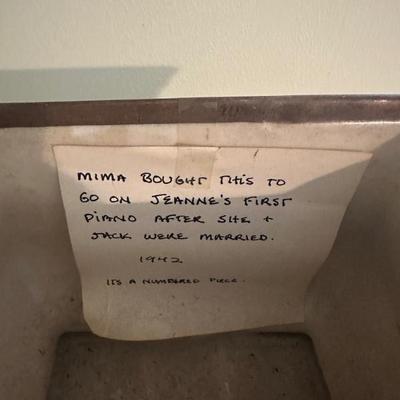 MIMA BOUGHT THIS TO
GO ON JEANNE'S FIRST
PIANO AFTER SHE +
JACK WERE MARRIED.
1942
ITS A NUMBERED PIECE.